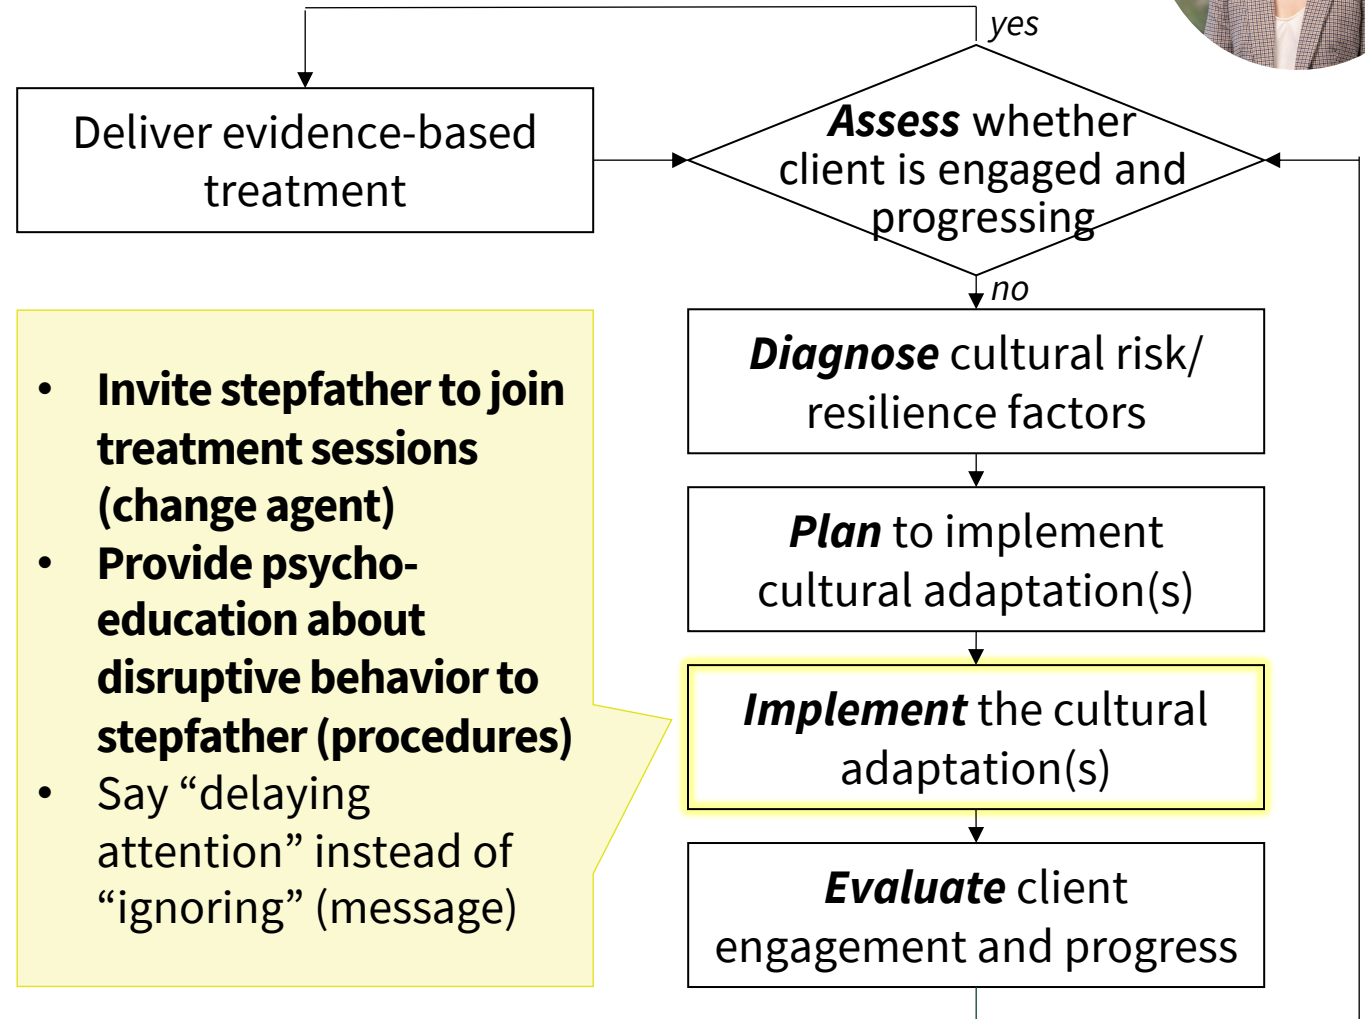 yes
Deliver evidence-based
treatment
Assess whether
client is engaged and
progressing
no
Diagnose cultural risk/
resilience factors
Plan to implement
cultural adaptation(s)
Implement the cultural
adaptation(s)
Evaluate client
engagement and progress
• Invite stepfather to join
treatment sessions
(change agent)
• Provide psycho-
education about
disruptive behavior to
stepfather (procedures)
• Say “delaying
attention” instead of
“ignoring” (message)